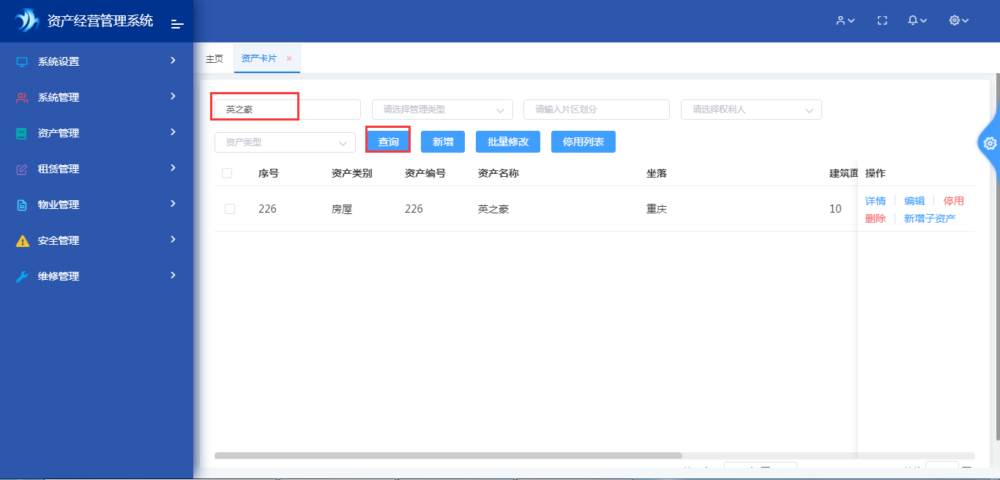 资产经营管理系统
系统设置
系统管理
资产管理
租赁管理
物业管理
安全管理
维修管理
主页 资产卡片 ×
英之豪 请选择管理类型 请输入片区划分 请选择权利人
资产类型 查询 新增 批量修改 停用列表
序号 资产类别 资产编号 资产名称 坐落 建筑面 操作
226 房屋 226 英之豪 重庆 10 详情 编辑 停用
删除 新增子资产